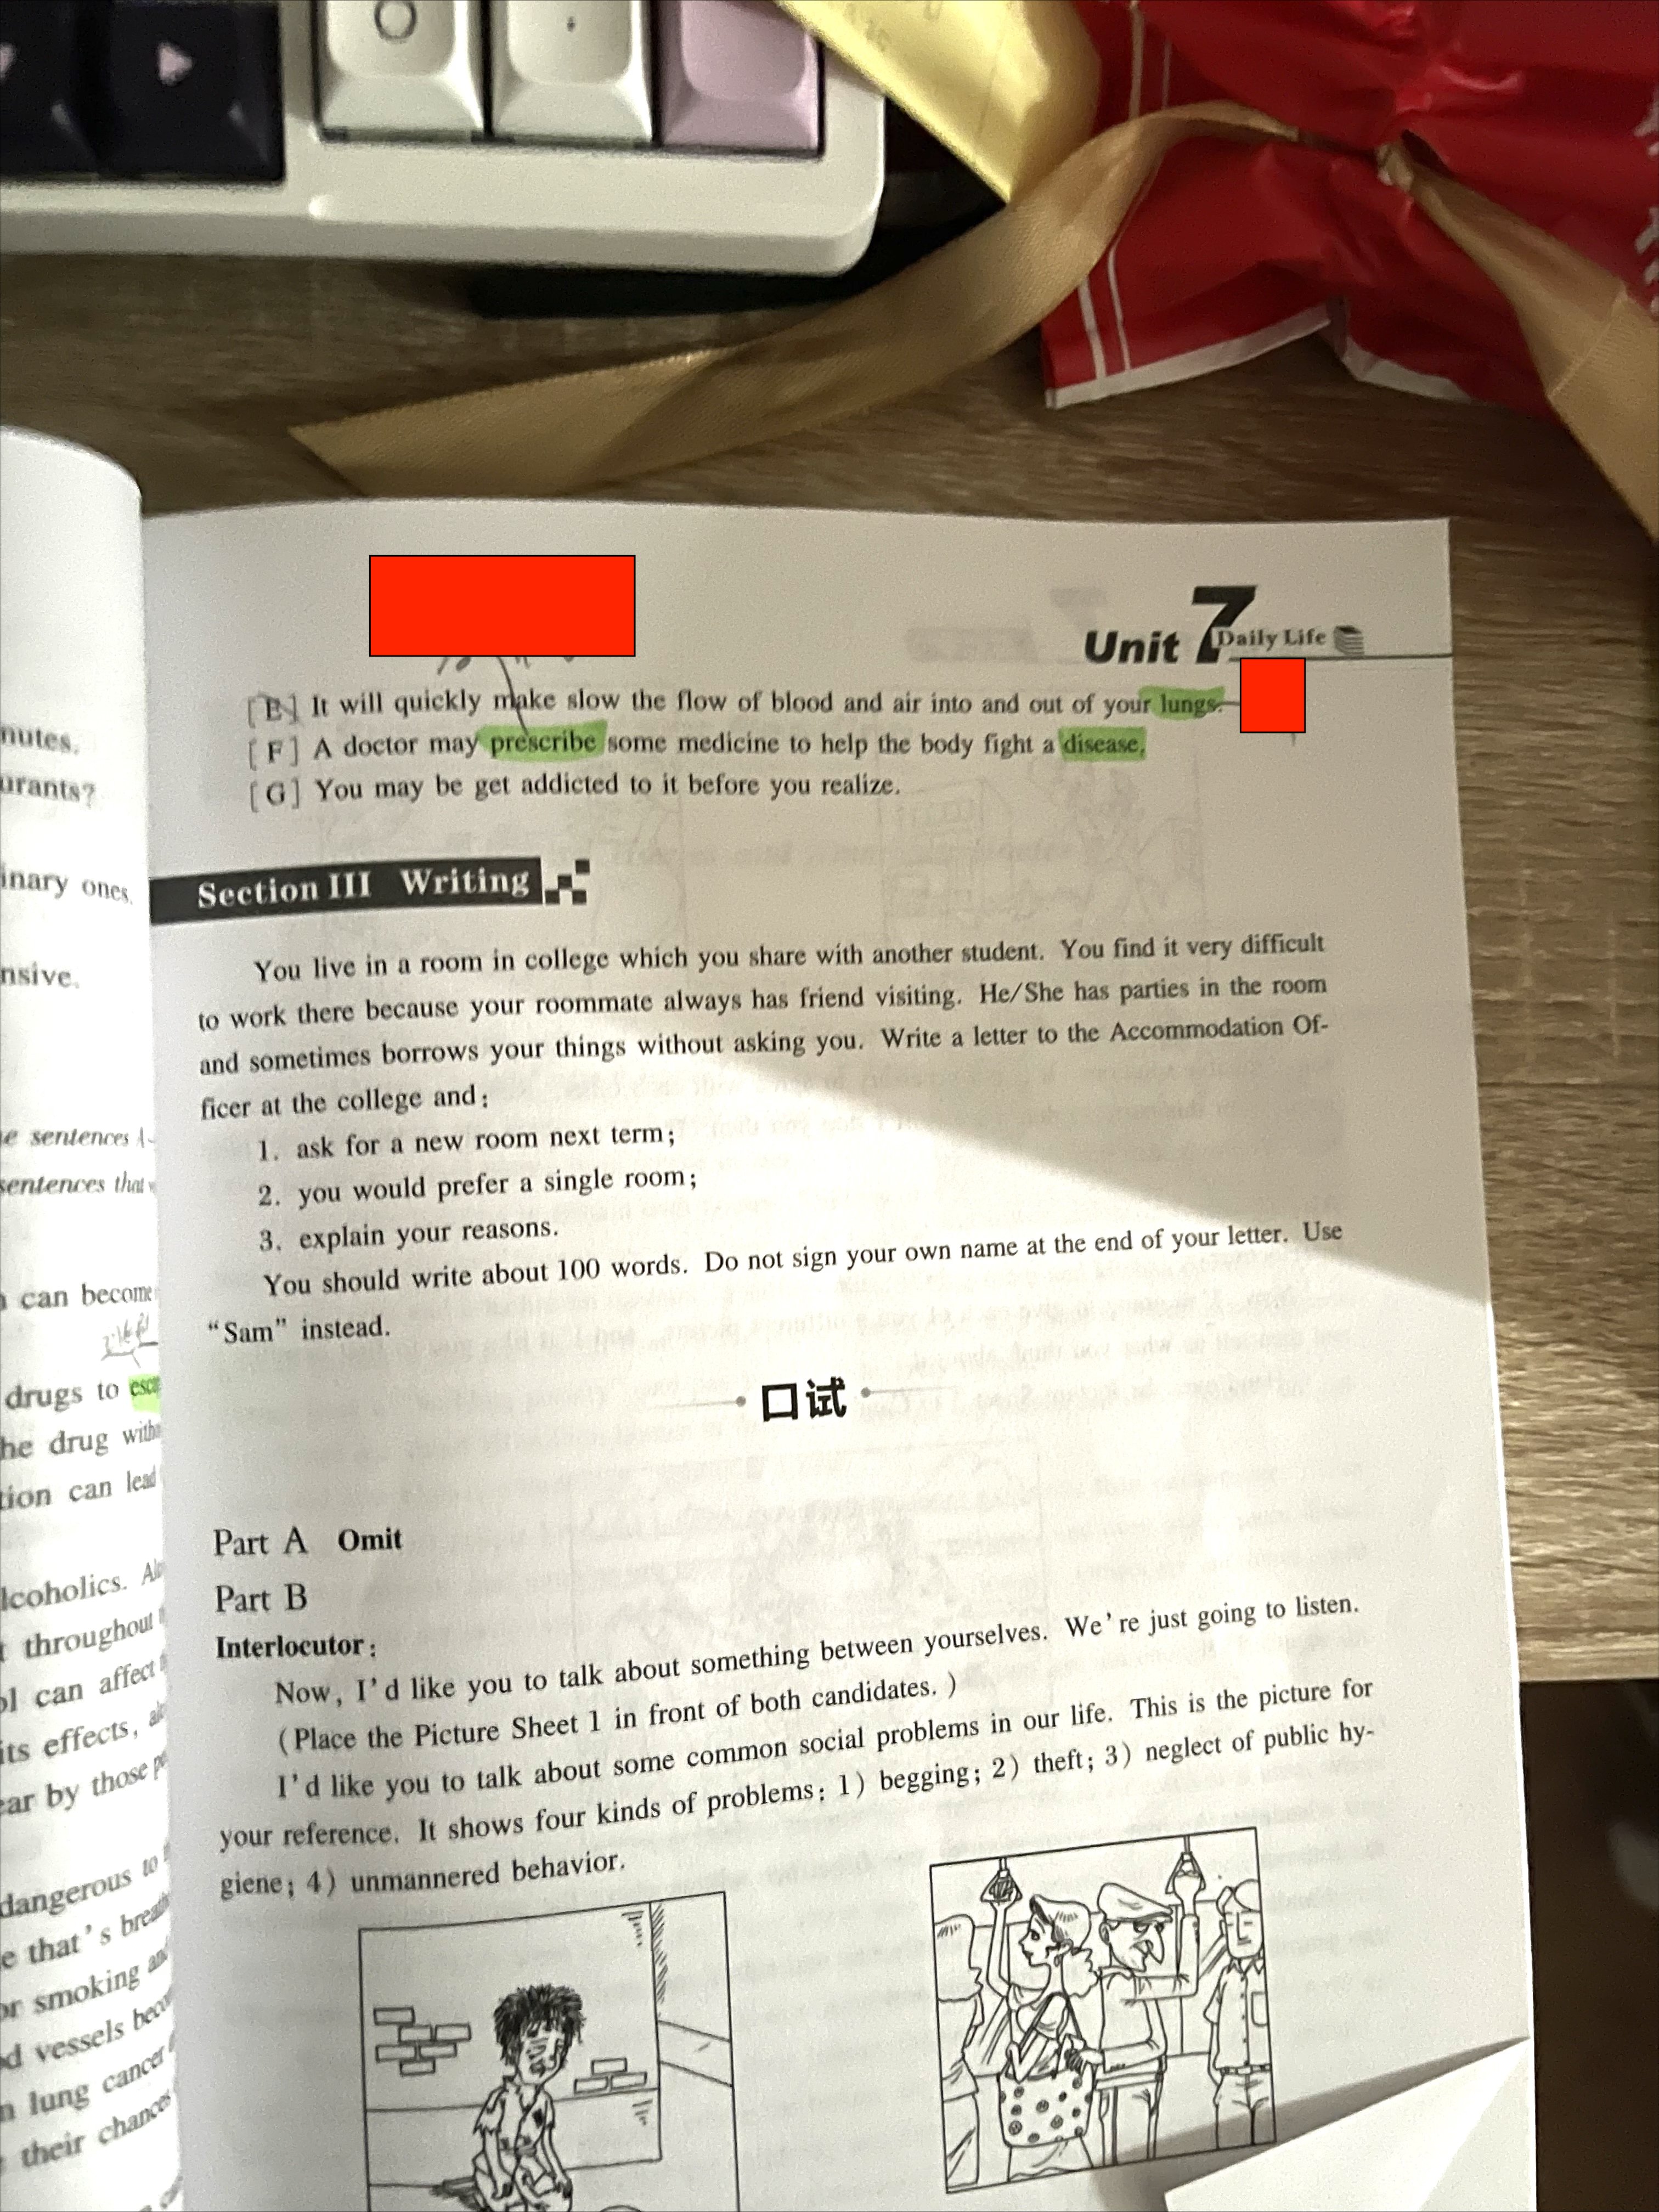 Unit 7 Daily Life
[E] It will quickly make slow the flow of blood and air into and out of your lungs.
[F] A doctor may prescribe some medicine to help the body fight a disease.
[G] You may be get addicted to it before you realize.
Section III Writing
You live in a room in college which you share with another student. You find it very difficult
to work there because your roommate always has friend visiting. He/She has parties in the room
and sometimes borrows your things without asking you. Write a letter to the Accommodation Of-
ficer at the college and:
1. ask for a new room next term;
2. you would prefer a single room;
3. explain your reasons.
You should write about 100 words. Do not sign your own name at the end of your letter. Use
“Sam” instead.
口试
Part A Omit
Part B
Interlocutor:
Now, I’d like you to talk about something between yourselves. We’re just going to listen.
(Place the Picture Sheet 1 in front of both candidates.)
I’d like you to talk about some common social problems in our life. This is the picture for
your reference. It shows four kinds of problems: 1) begging; 2) theft; 3) neglect of public hy-
giene; 4) unmannered behavior.
nutes.
urants?
inary ones.
nsive.
sentences
sentences that
can become
drugs to
he drug
tion can lead
lcoholics.
throughout
ol can affect
its effects,
ear by those
dangerous to
e that’s
or smoking and
d vessels
n lung cancer
their chances